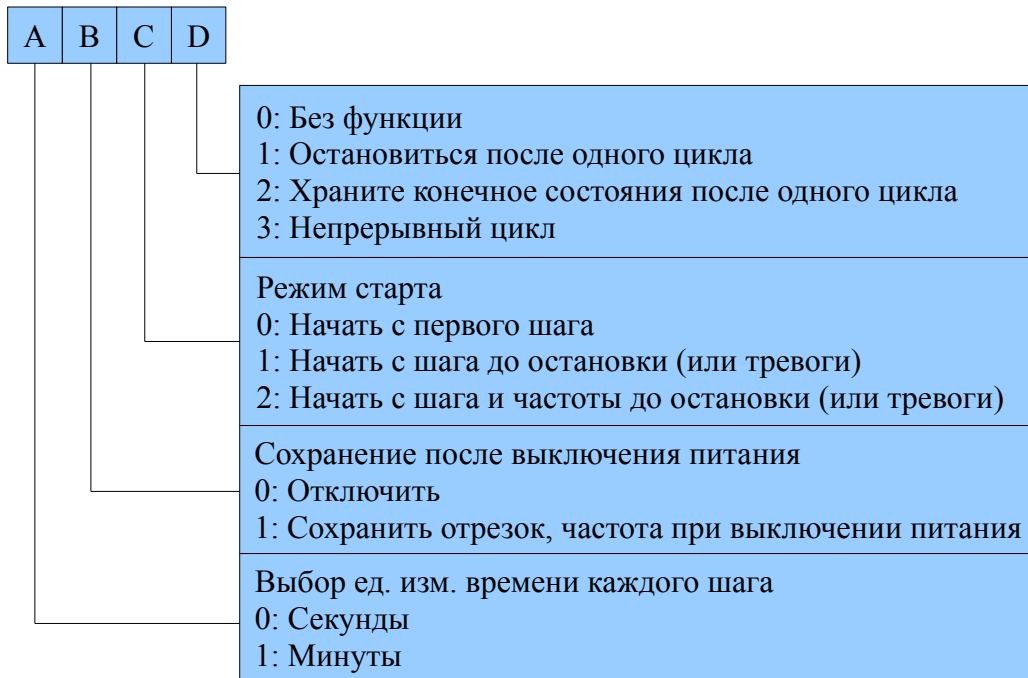 A B C D
0: Без функции
1: Остановиться после одного цикла
2: Храните конечное состояния после одного цикла
3: Непрерывный цикл
Режим старта
0: Начать с первого шага
1: Начать с шага до остановки (или тревоги)
2: Начать с шага и частоты до остановки (или тревоги)
Сохранение после выключения питания
0: Отключить
1: Сохранить отрезок, частота при выключении питания
Выбор ед. изм. времени каждого шага
0: Секунды
1: Минуты